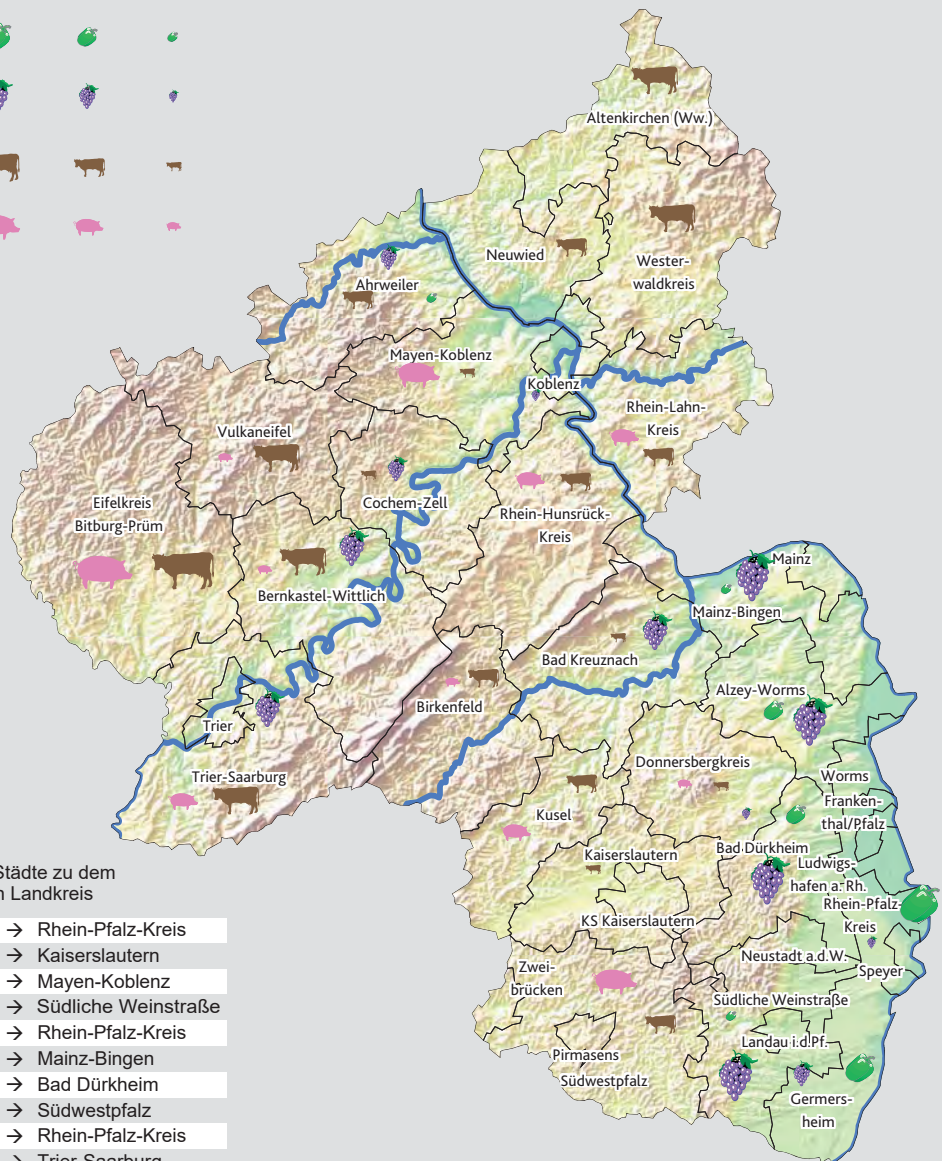 Altenkirchen (Ww.)
Neuwied
Wester-
waldkreis
Ahrweiler
Mayen-Koblenz
Koblenz
Rhein-Lahn-
Kreis
Vulkaneifel
Eifelkreis
Bitburg-Prüm
Cochem-Zell
Rhein-Hunsrück-
Kreis
Mainz
Bernkastel-Wittlich
Mainz-Bingen
Bad Kreuznach
Alzey-Worms
Birkenfeld
Trier
Trier-Saarburg
Donnersbergkreis
Worms
Franken-
thal/Pfalz
Kusel
Kaiserslautern
Bad Dürkheim
Ludwigs-
hafen a. Rh.
Rhein-Pfalz-
Kreis
KS Kaiserslautern
Neustadt a.d.W.
Speyer
Zwei-
brücken
Südliche Weinstraße
Landau i.d.Pf.
Pirmasens
Südwestpfalz
Germers-
heim
Städte zu dem
Landkreis
→ Rhein-Pfalz-Kreis
→ Kaiserslautern
→ Mayen-Koblenz
→ Südliche Weinstraße
→ Rhein-Pfalz-Kreis
→ Mainz-Bingen
→ Bad Dürkheim
→ Südwestpfalz
→ Rhein-Pfalz-Kreis
→ Trier-Saarburg